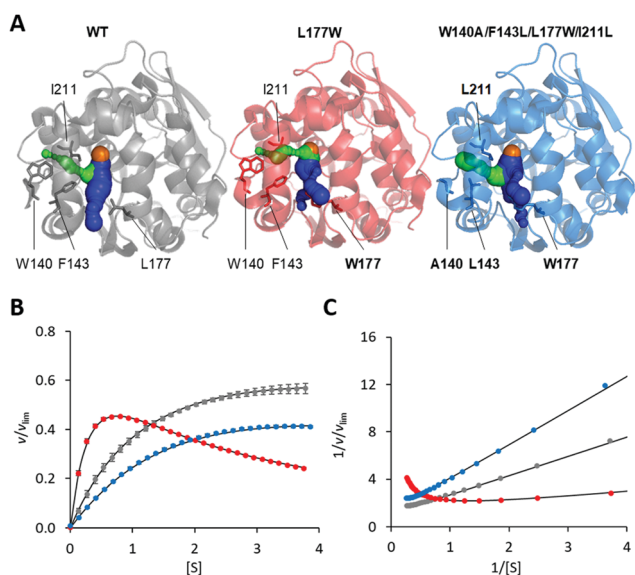 A
WT
L177W
W140A/F143L/L177W/I211L
I211
I211
L211
W140 F143 L177
W140 F143 W177
A140 L143 W177
B
C
v/vlim
0.8
0.6
0.4
0.2
0.0
0 1 2 3 4
[S]
1/v/vlim
16
12
8
4
0
0 1 2 3 4
1/[S]